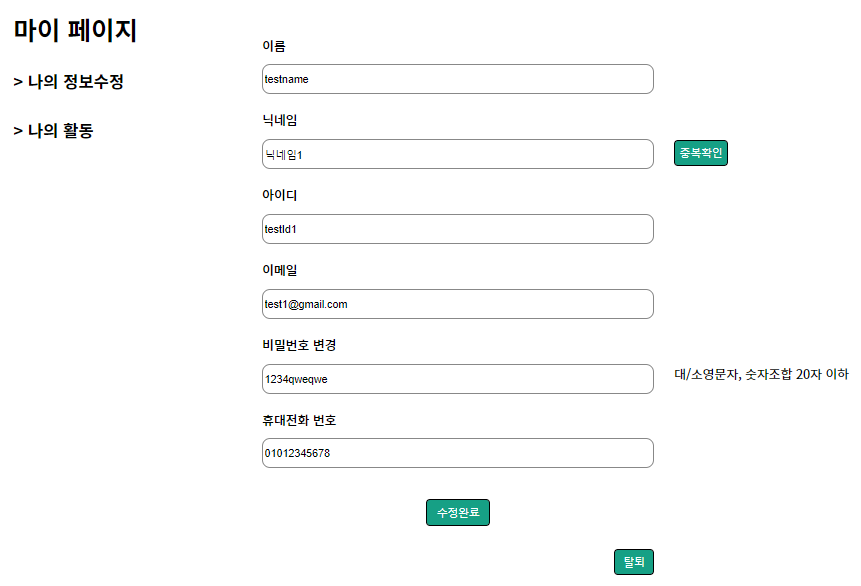 마이 페이지
> 나의 정보수정
> 나의 활동
이름
testname
닉네임
닉네임1
중복확인
아이디
testId1
이메일
test1@gmail.com
비밀번호 변경
1234qweqwe
대/소영문자, 숫자조합 20자 이하
휴대전화 번호
01012345678
수정완료
탈퇴